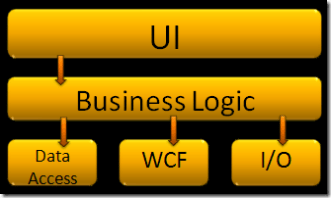 UI
Business Logic
Data
Access
WCF
I/O